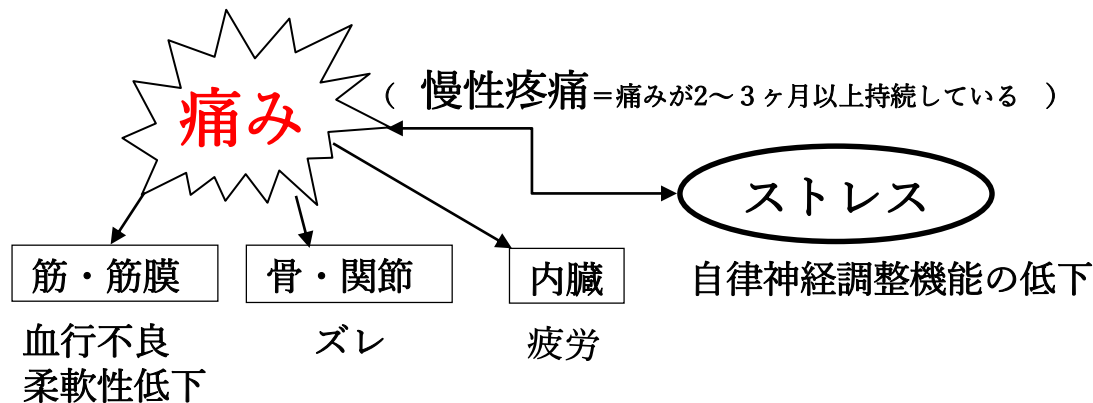 痛み
（　慢性疼痛＝痛みが2～３ヶ月以上持続している　）
ストレス
自律神経調整機能の低下
筋・筋膜
骨・関節
内臓
血行不良
柔軟性低下
ズレ
疲労